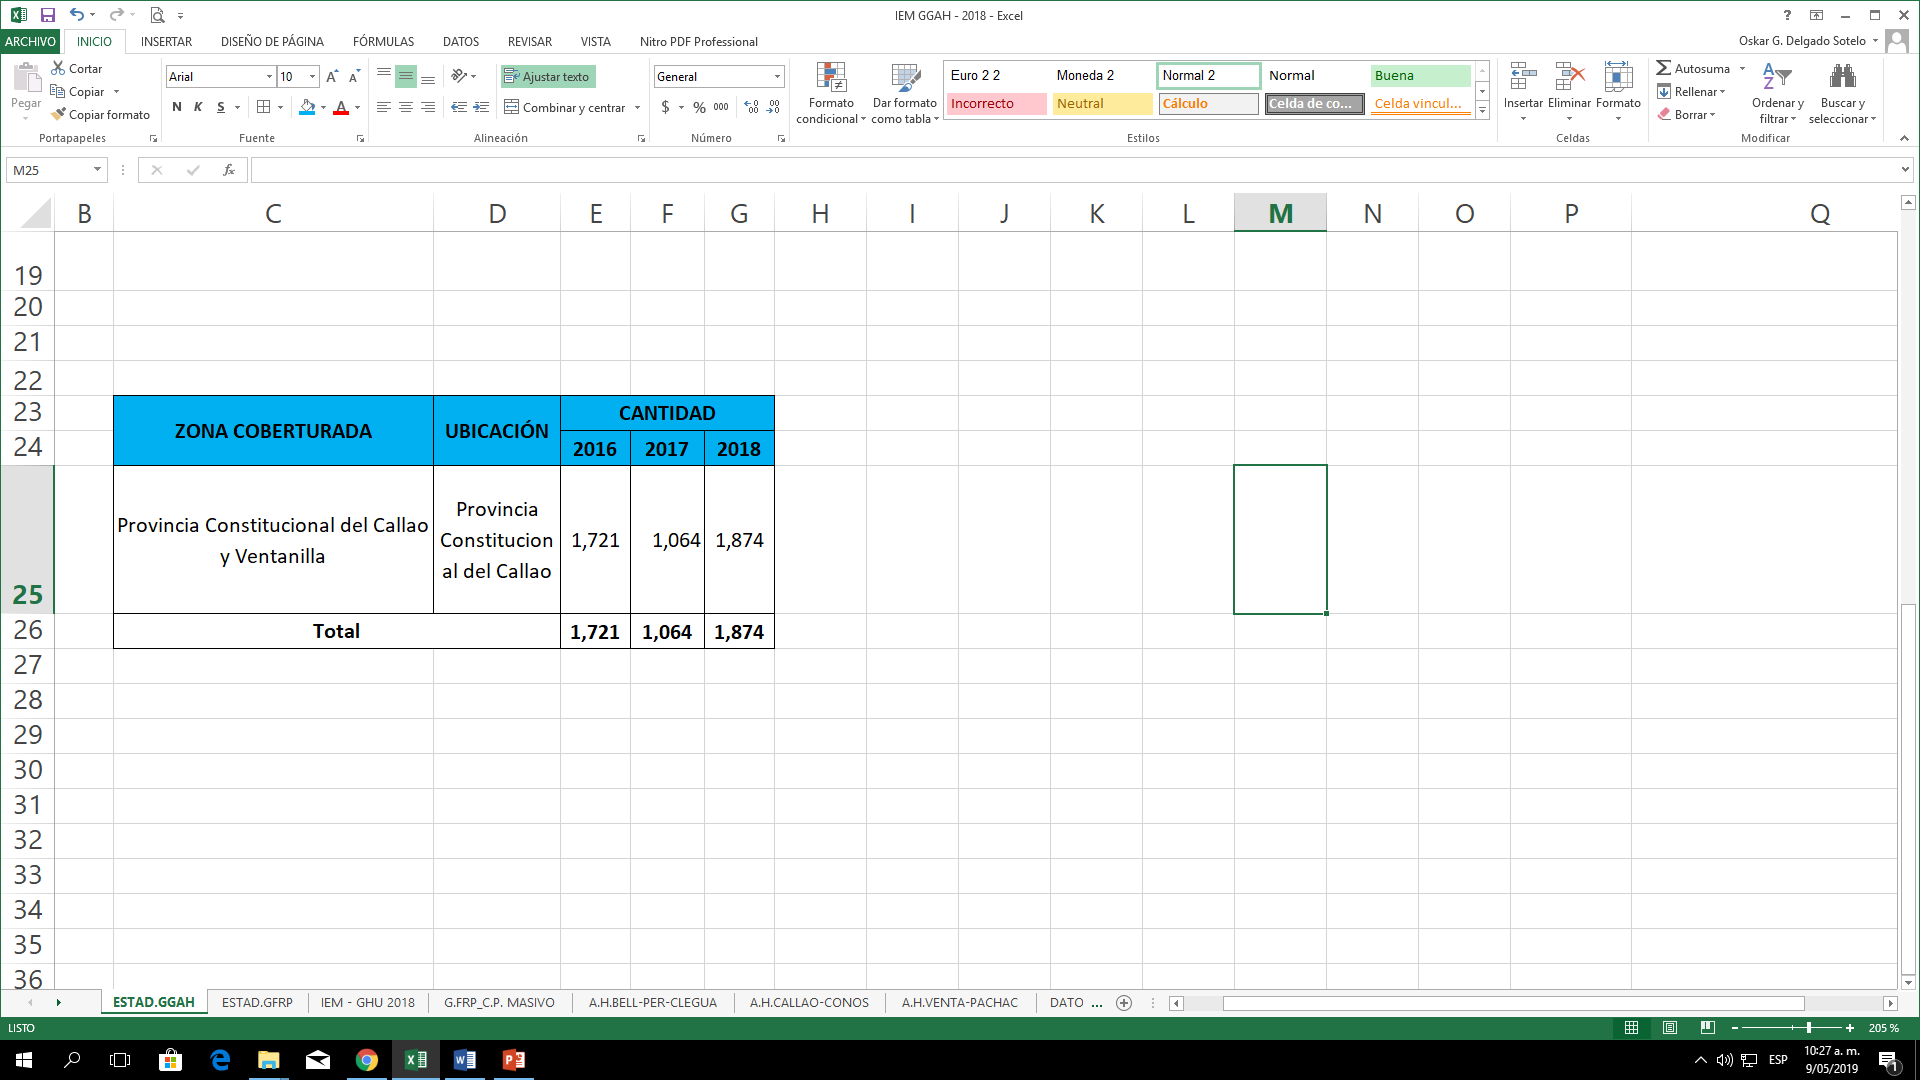 IEM GGAH - 2018 - Excel
ARCHIVO INICIO INSERTAR DISEÑO DE PÁGINA FÓRMULAS DATOS REVISAR VISTA Nitro PDF Professional Oskar G. Delgado Sotelo
Pegar
Cortar
Copiar
Copiar formato
Portapapeles
Arial 10
N K S
Fuente
Ajustar texto
Combinar y centrar
Alineación
General
$ % 000
Número
Formato condicional
Dar formato como tabla
Euro 2 2 Moneda 2 Normal 2 Normal Buena
Incorrecto Neutral Cálculo Celda de co... Celda vincul...
Estilos
Insertar Eliminar Formato
Celdas
Autosuma
Rellenar
Borrar
Ordenar y filtrar
Buscar y seleccionar
Modificar
M25 fx
B C D E F G H I J K L M N O P Q
19
20
21
22
23 ZONA COBERTURADA UBICACIÓN CANTIDAD
24 2016 2017 2018
25 Provincia Constitucional del Callao y Ventanilla Provincia Constitucion al del Callao 1,721 1,064 1,874
26 Total 1,721 1,064 1,874
27
28
29
30
31
32
33
34
35
36
ESTAD.GGAH ESTAD.GFRP IEM - GHU 2018 G.FRP_C.P. MASIVO A.H.BELL-PER-CLEGUA A.H.CALLAO-CONOS A.H.VENTA-PACHAC DATO ...
LISTO 205 %
ESP 10:27 a. m.
9/05/2019 1